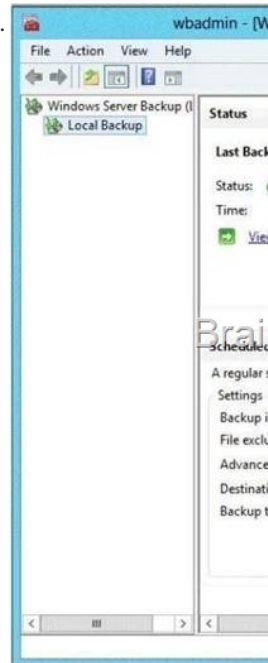 wbadmin - [W
File Action View Help
Windows Server Backup (l
Local Backup
Status
Last Back
Status:
Time:
Vie
Brai
Scheduled
A regular s
Settings
Backup i
File exclu
Advance
Destinati
Backup t